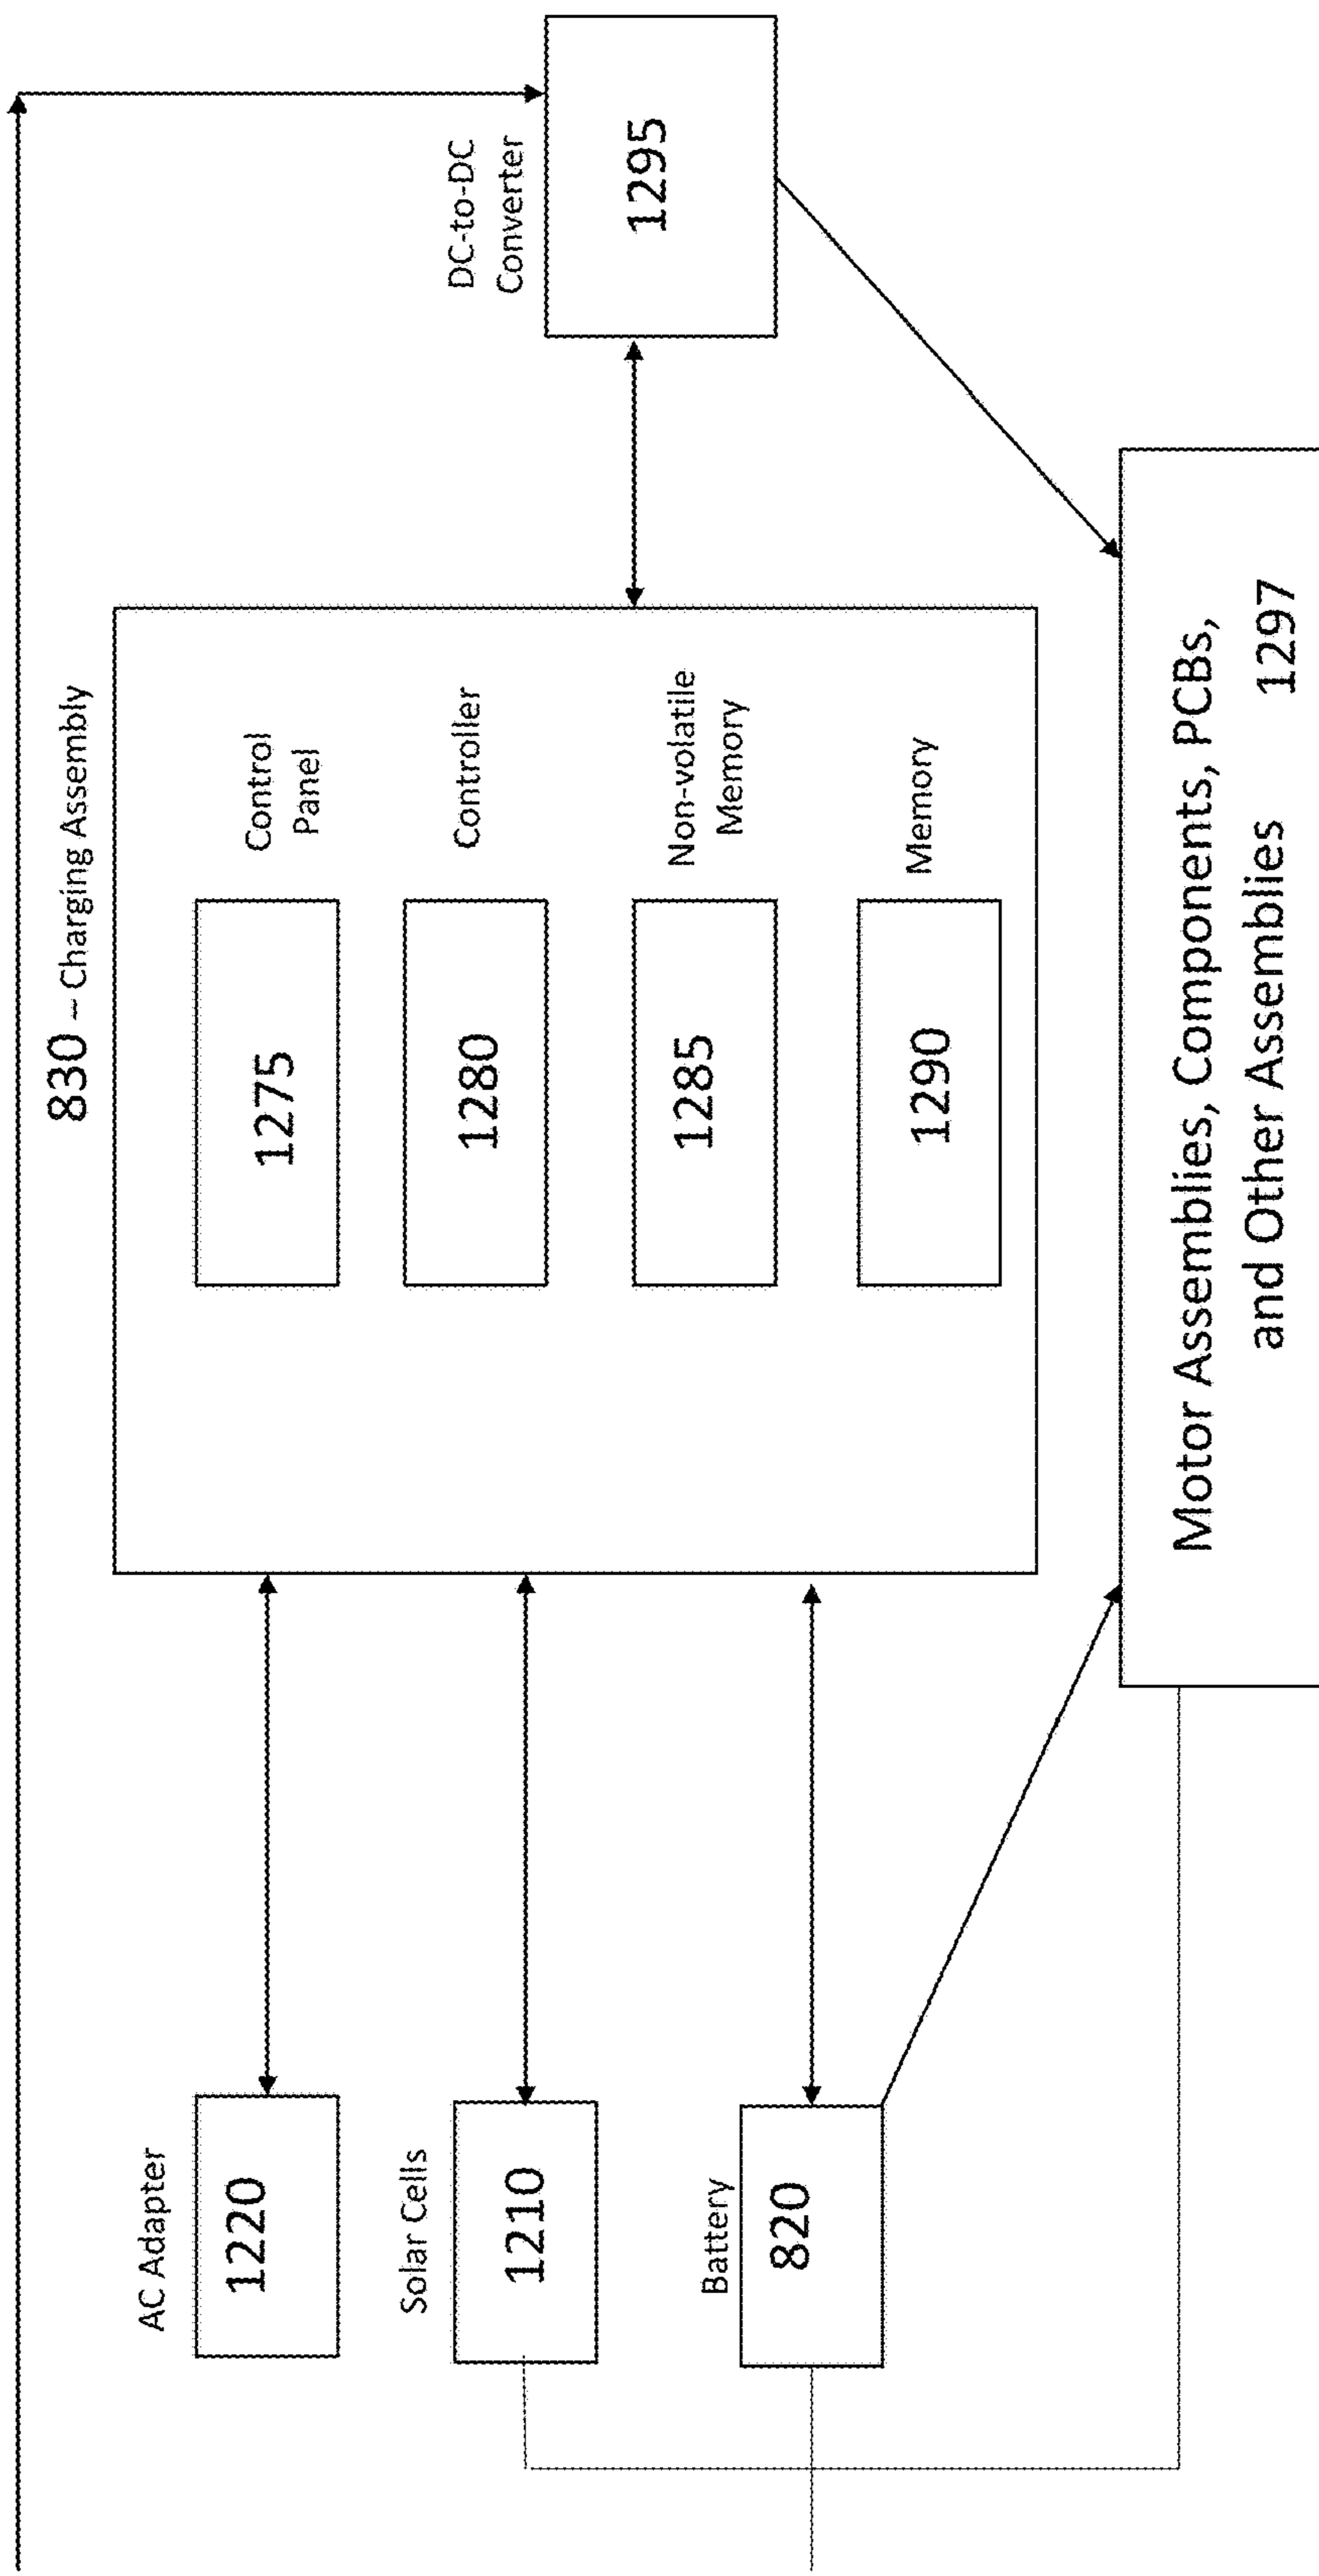 830 – Charging Assembly
AC Adapter
1220
Solar Cells
1210
Battery
820
1275
Control
Panel
1280
Controller
1285
Non-volatile
Memory
1290
Memory
DC-to-DC
Converter
1295
Motor Assemblies, Components, PCBs,
and Other Assemblies 1297